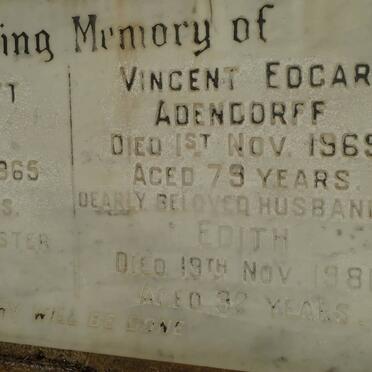 ing Memory of
VINCENT EDGAR
ADENDORFF
DIED 1ST NOV. 1969
965
AGED 79 YEARS
S.
DEARLY BELOVED HUSBAND
STER
EDITH
DIED 19TH NOV. 198
AGED 92 YEARS
WILL BE DONE